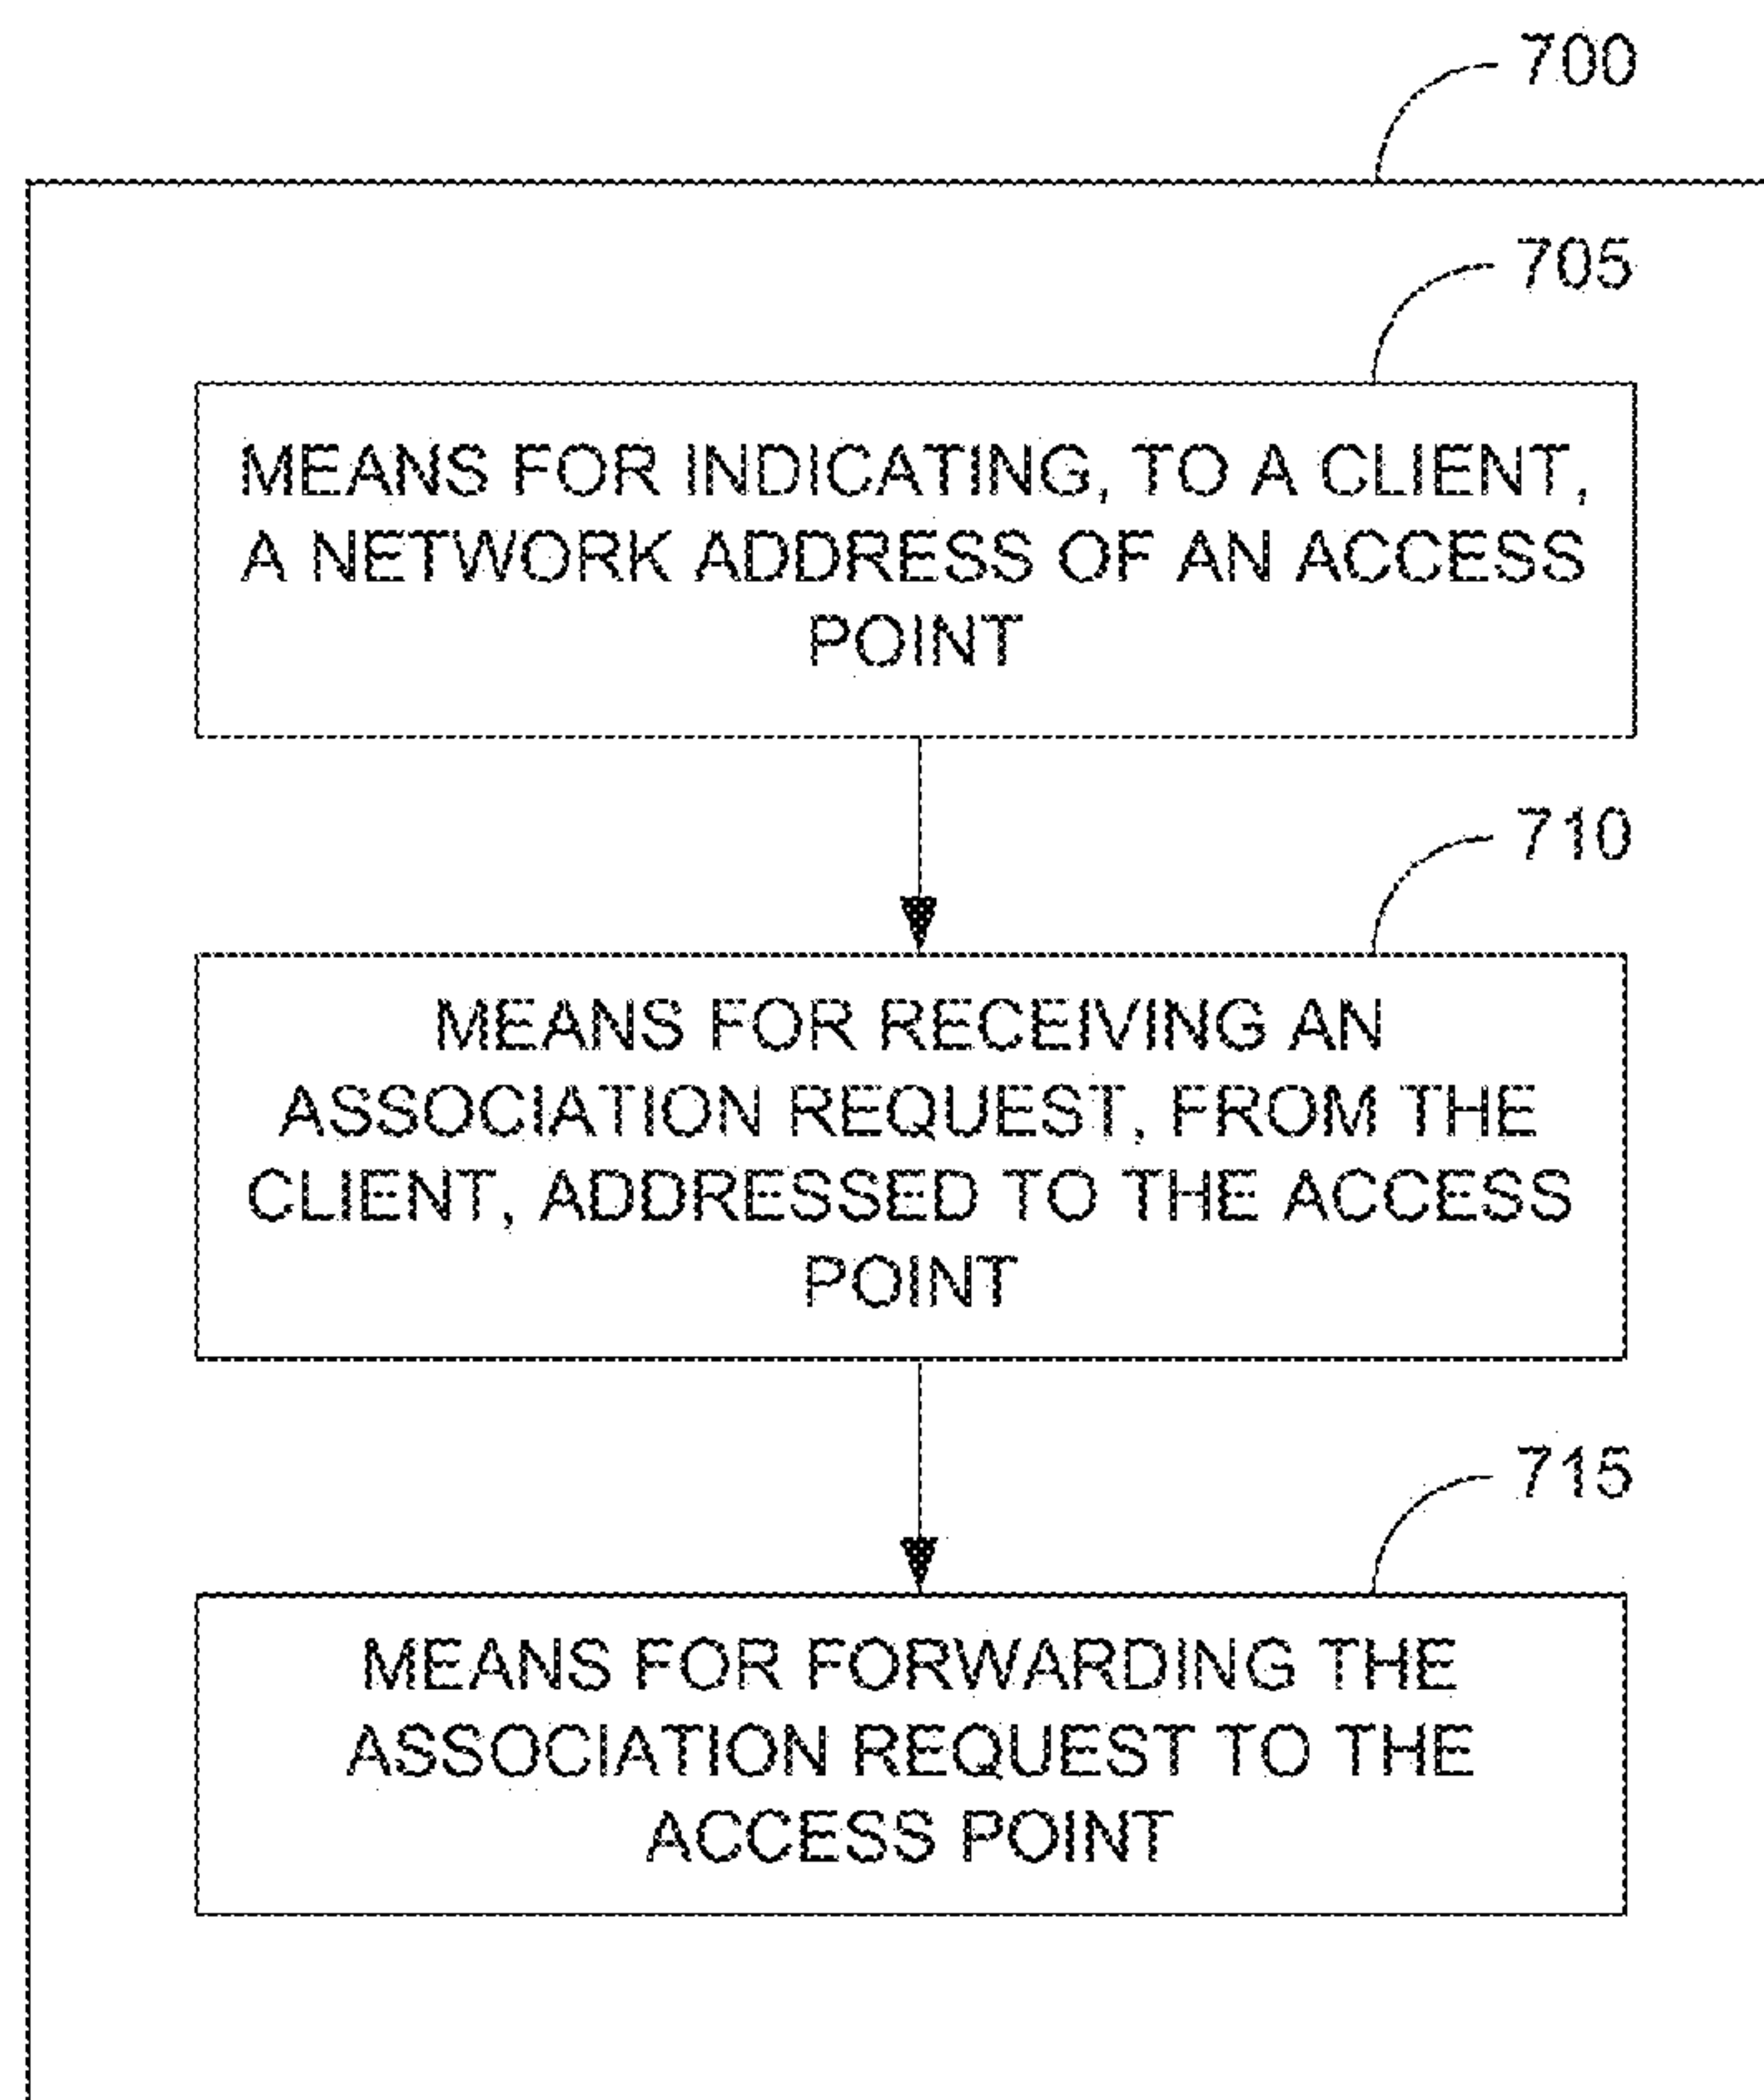 700
705
MEANS FOR INDICATING, TO A CLIENT,
A NETWORK ADDRESS OF AN ACCESS
POINT
710
MEANS FOR RECEIVING AN
ASSOCIATION REQUEST, FROM THE
CLIENT, ADDRESSED TO THE ACCESS
POINT
715
MEANS FOR FORWARDING THE
ASSOCIATION REQUEST TO THE
ACCESS POINT